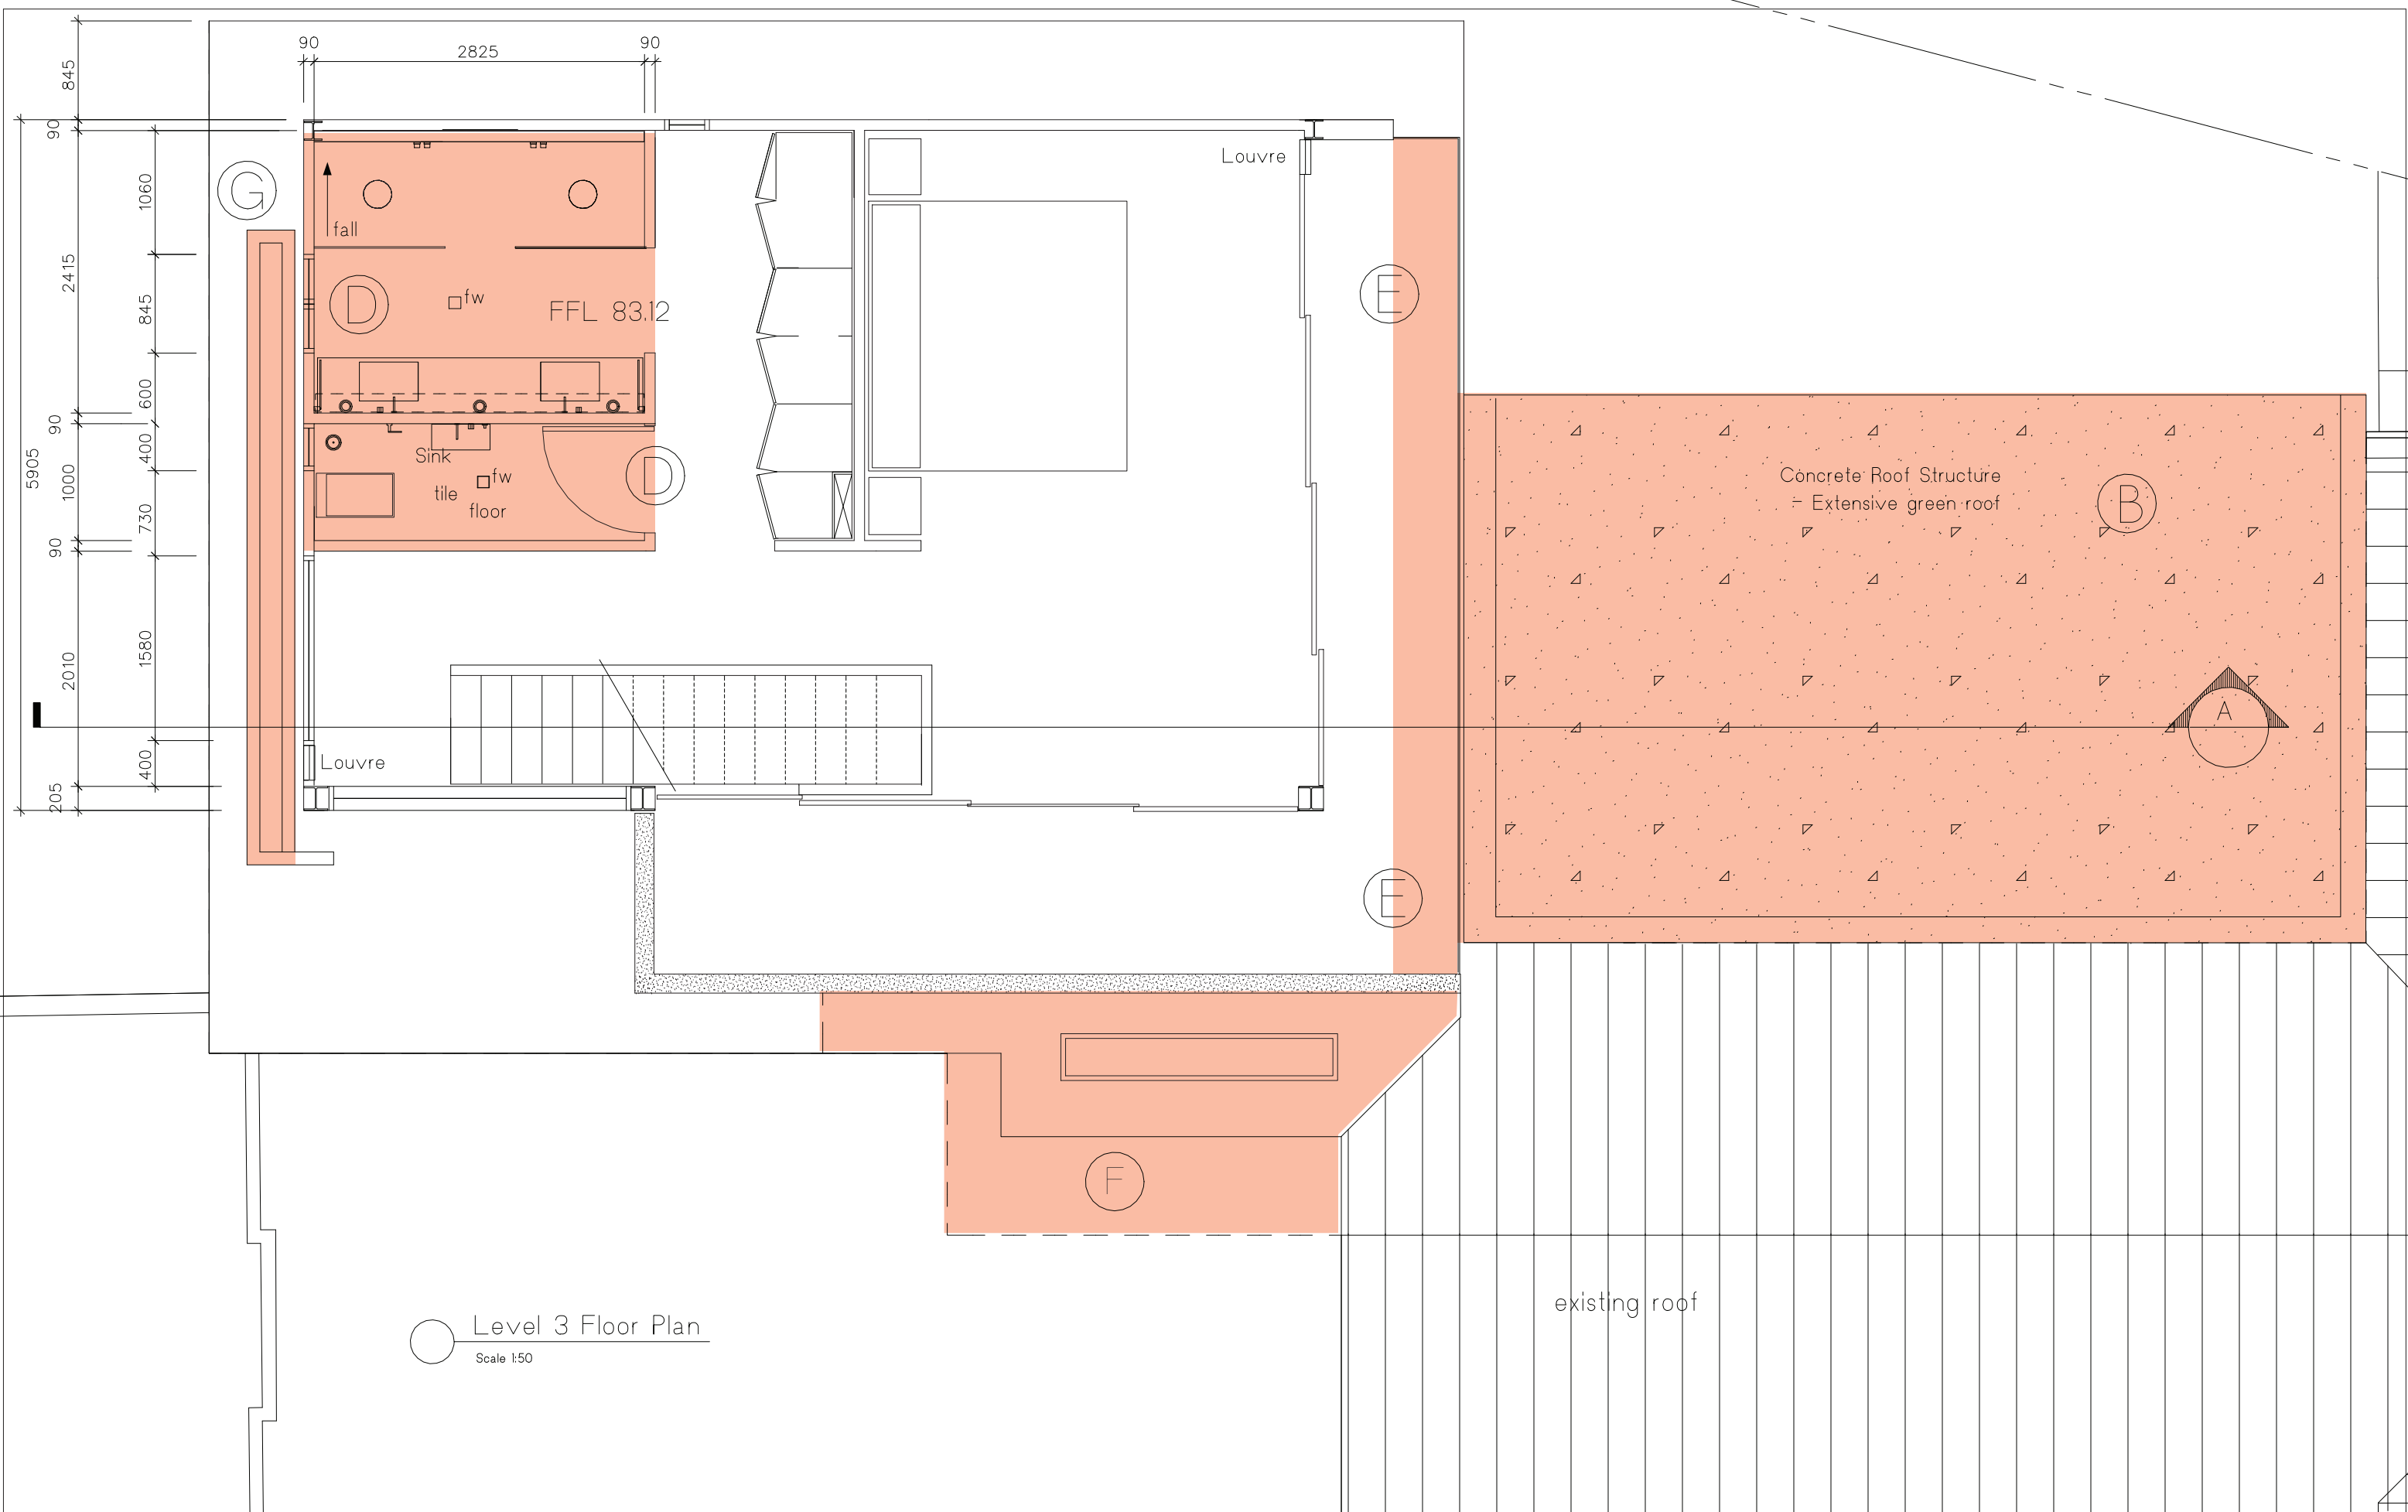 90
2825
90
845
90
1060
Louvre
G
fall
2415
845
D
fw
FFL 83.12
E
600
90
400
Sink
fw
D
tile
floor
5905
1000
730
90
Concrete Roof Structure
- Extensive green roof
B
2010
1580
A
400
Louvre
205
E
F
existing roof
Level 3 Floor Plan
Scale 1:50